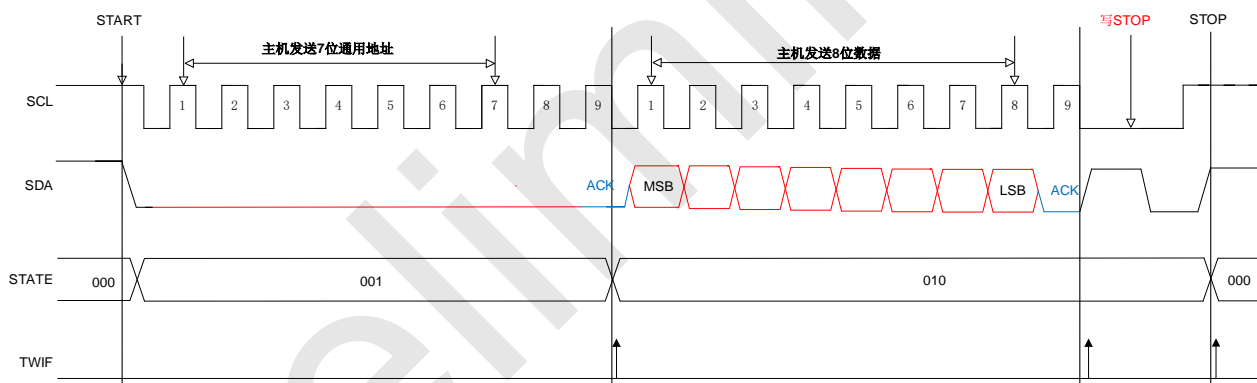 START
写STOP
STOP
主机发送7位通用地址
主机发送8位数据
SCL
1 2 3 4 5 6 7 8 9 1 2 3 4 5 6 7 8 9
SDA
ACK
MSB
LSB
ACK
STATE
000
001
010
000
TWIF